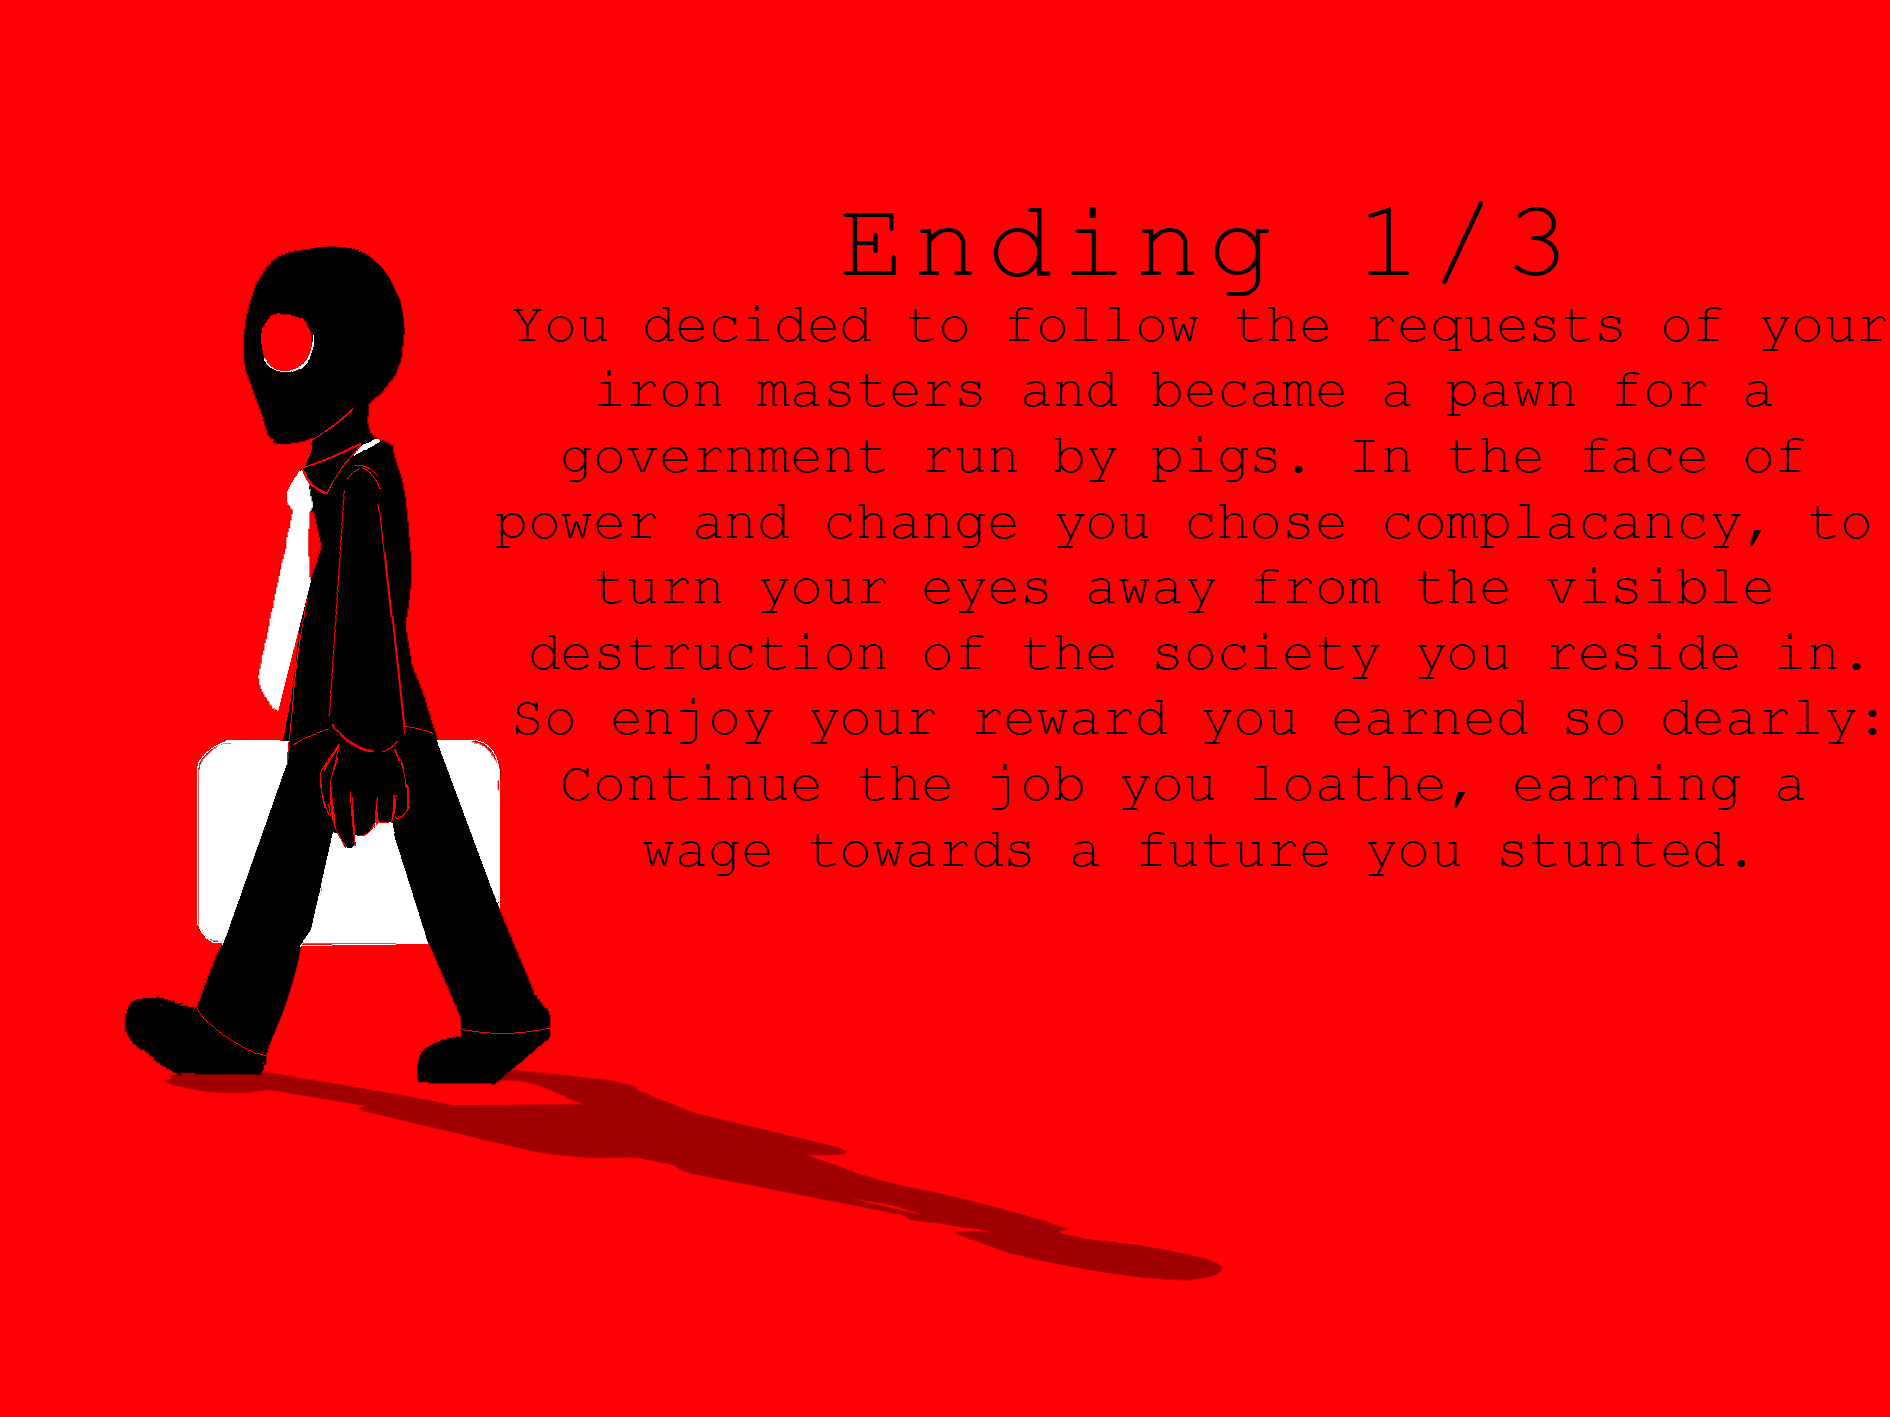 Ending 1/3
You decided to follow the requests of your
iron masters and became a pawn for a
government run by pigs. In the face of
power and change you chose complacancy, to
turn your eyes away from the visible
destruction of the society you reside in.
So enjoy your reward you earned so dearly:
Continue the job you loathe, earning a
wage towards a future you stunted.